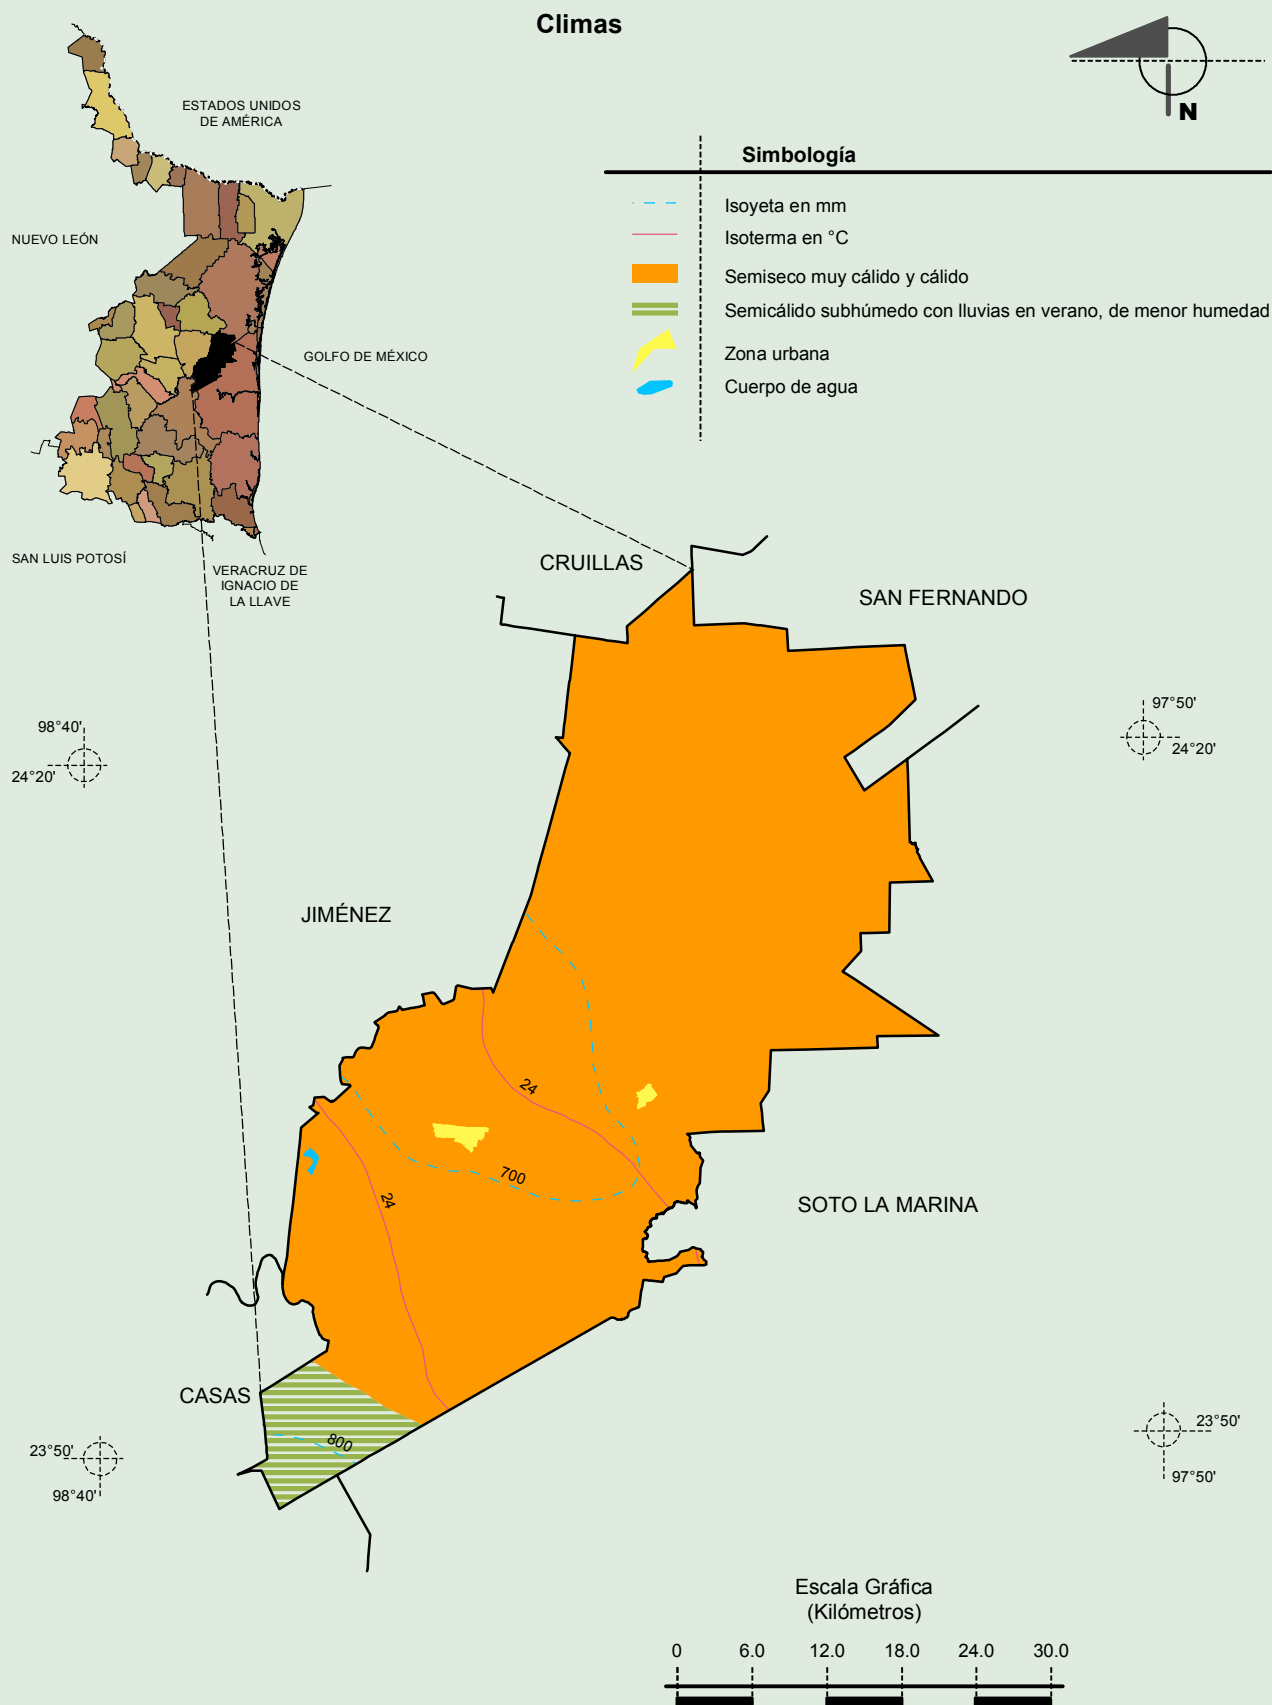 Climas
N
ESTADOS UNIDOS
DE AMÉRICA
NUEVO LEÓN
GOLFO DE MÉXICO
SAN LUIS POTOSÍ
VERACRUZ DE
IGNACIO DE
LA LLAVE
Simbología
Isoyeta en mm
Isoterma en °C
Semiseco muy cálido y cálido
Semicálido subhúmedo con lluvias en verano, de menor humedad
Zona urbana
Cuerpo de agua
CRUILLAS
SAN FERNANDO
98°40'
24°20'
97°50'
24°20'
JIMÉNEZ
24
700
24
SOTO LA MARINA
CASAS
800
23°50'
98°40'
23°50'
97°50'
Escala Gráfica
(Kilómetros)
0 6.0 12.0 18.0 24.0 30.0